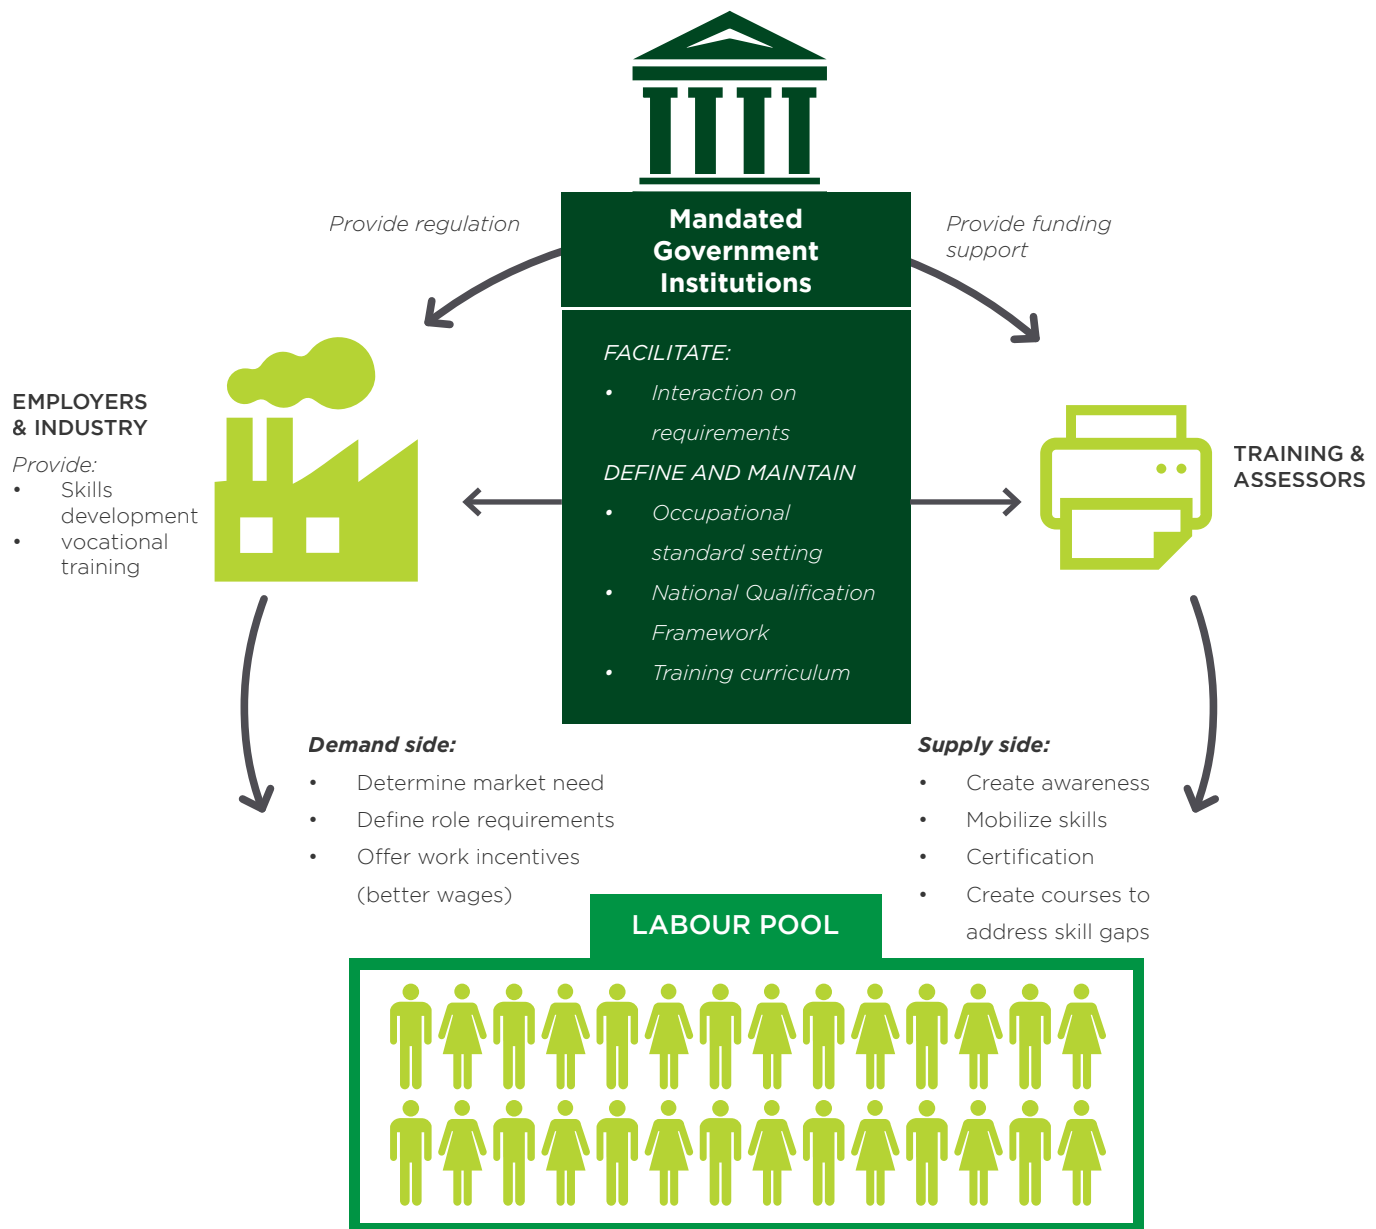 Provide regulation
Mandated
Government
Institutions
Provide funding
support
FACILITATE:
• Interaction on
requirements
DEFINE AND MAINTAIN
• Occupational
standard setting
• National Qualification
Framework
• Training curriculum
EMPLOYERS
& INDUSTRY
Provide:
• Skills
development
• vocational
training
TRAINING &
ASSESSORS
Demand side:
• Determine market need
• Define role requirements
• Offer work incentives
(better wages)
Supply side:
• Create awareness
• Mobilize skills
• Certification
• Create courses to
address skill gaps
LABOUR POOL